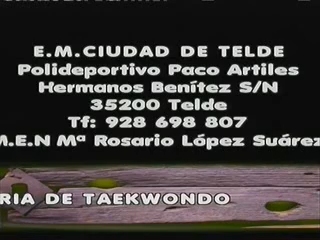 E.M.CIUDAD DE TELDE
Polideportivo Paco Artiles
Hermanos Benítez S/N
35200 Telde
Tf: 928 698 807
M.E.N Mª Rosario López Suárez
RIA DE TAEKWONDO